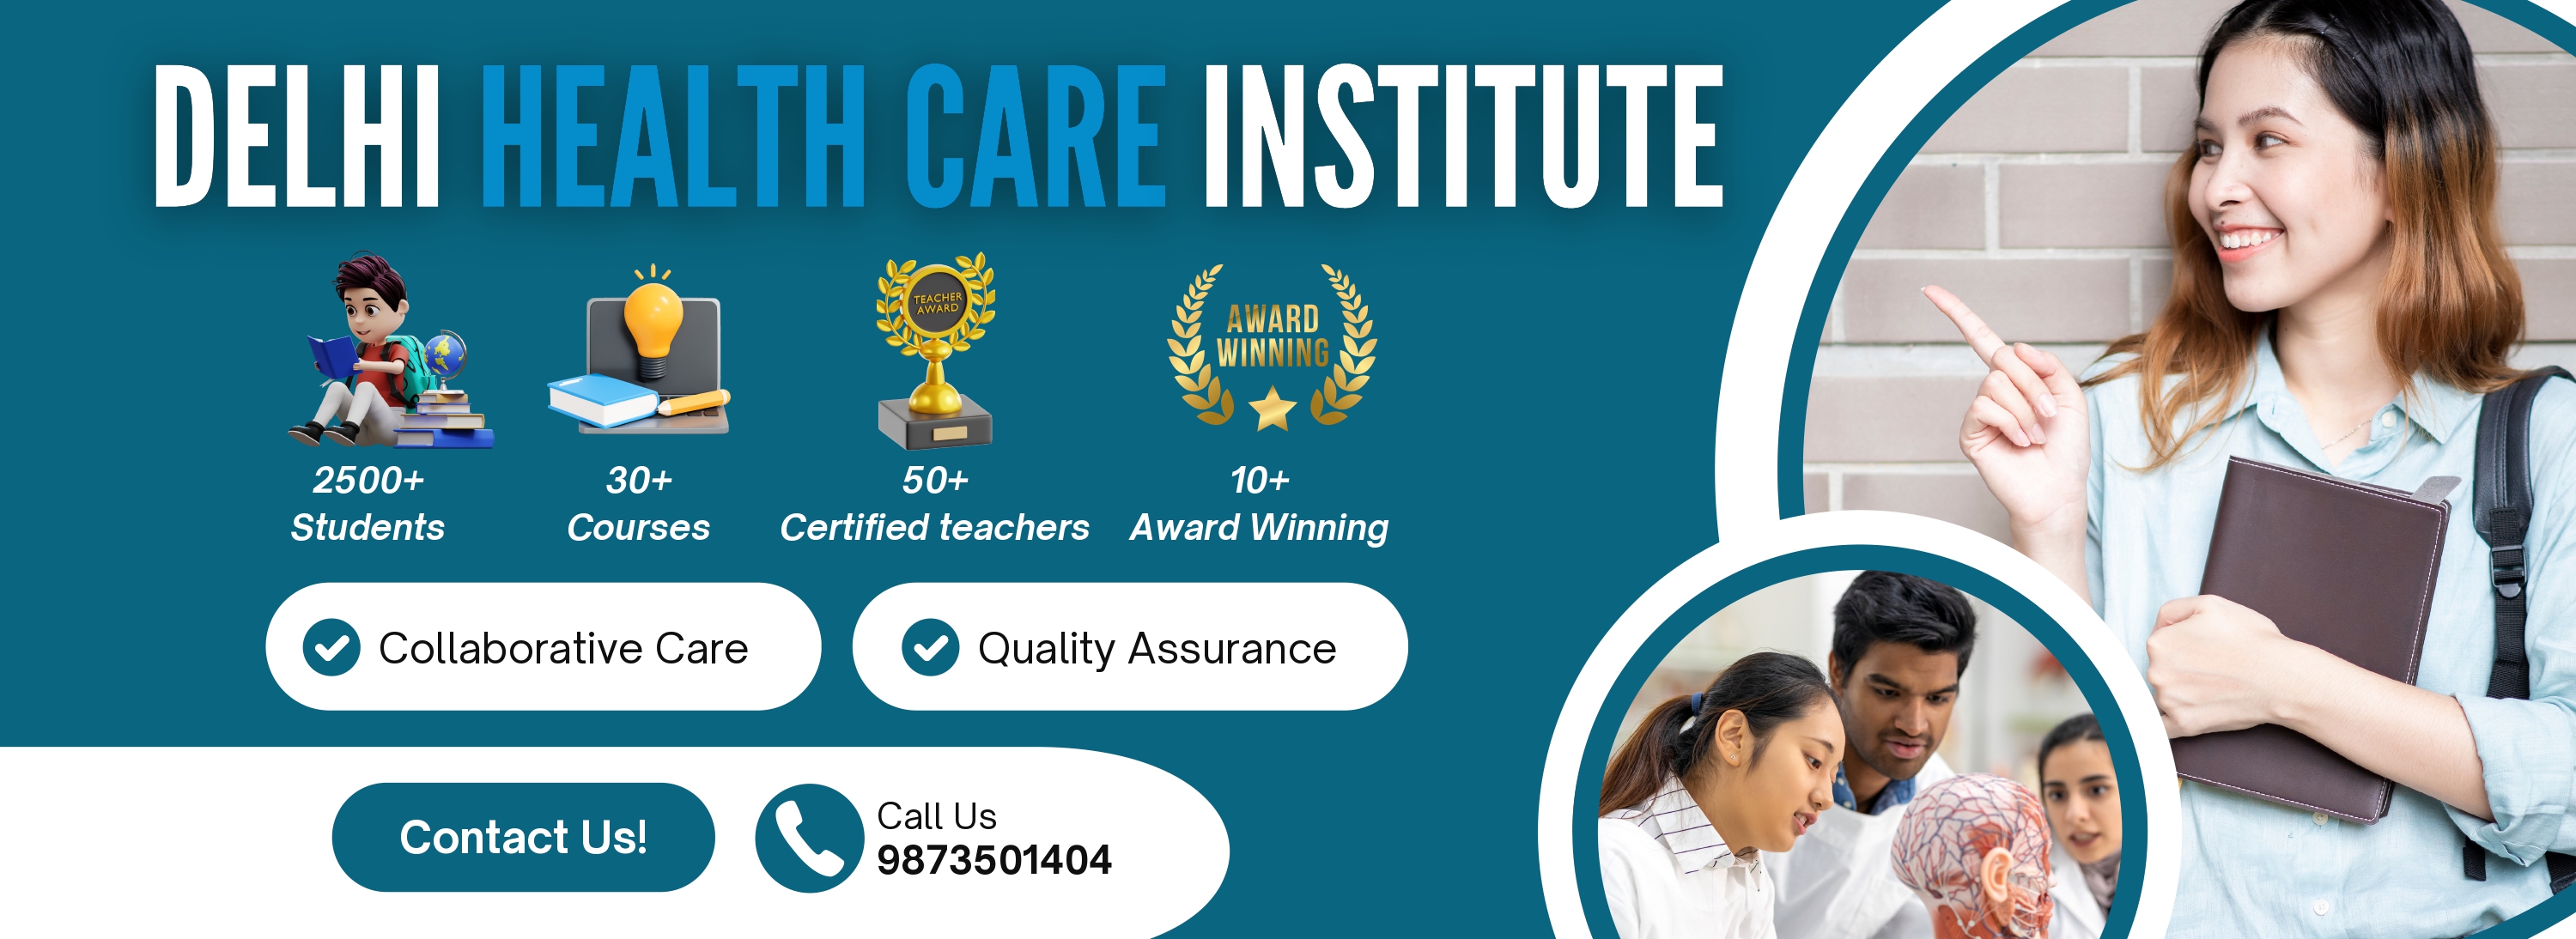 DELHI HEALTH CARE INSTITUTE
TEACHER
AWARD
AWARD
WINNING
2500+
Students
30+
Courses
50+
Certified teachers
10+
Award Winning
Collaborative Care
Quality Assurance
Contact Us!
Call Us
9873501404